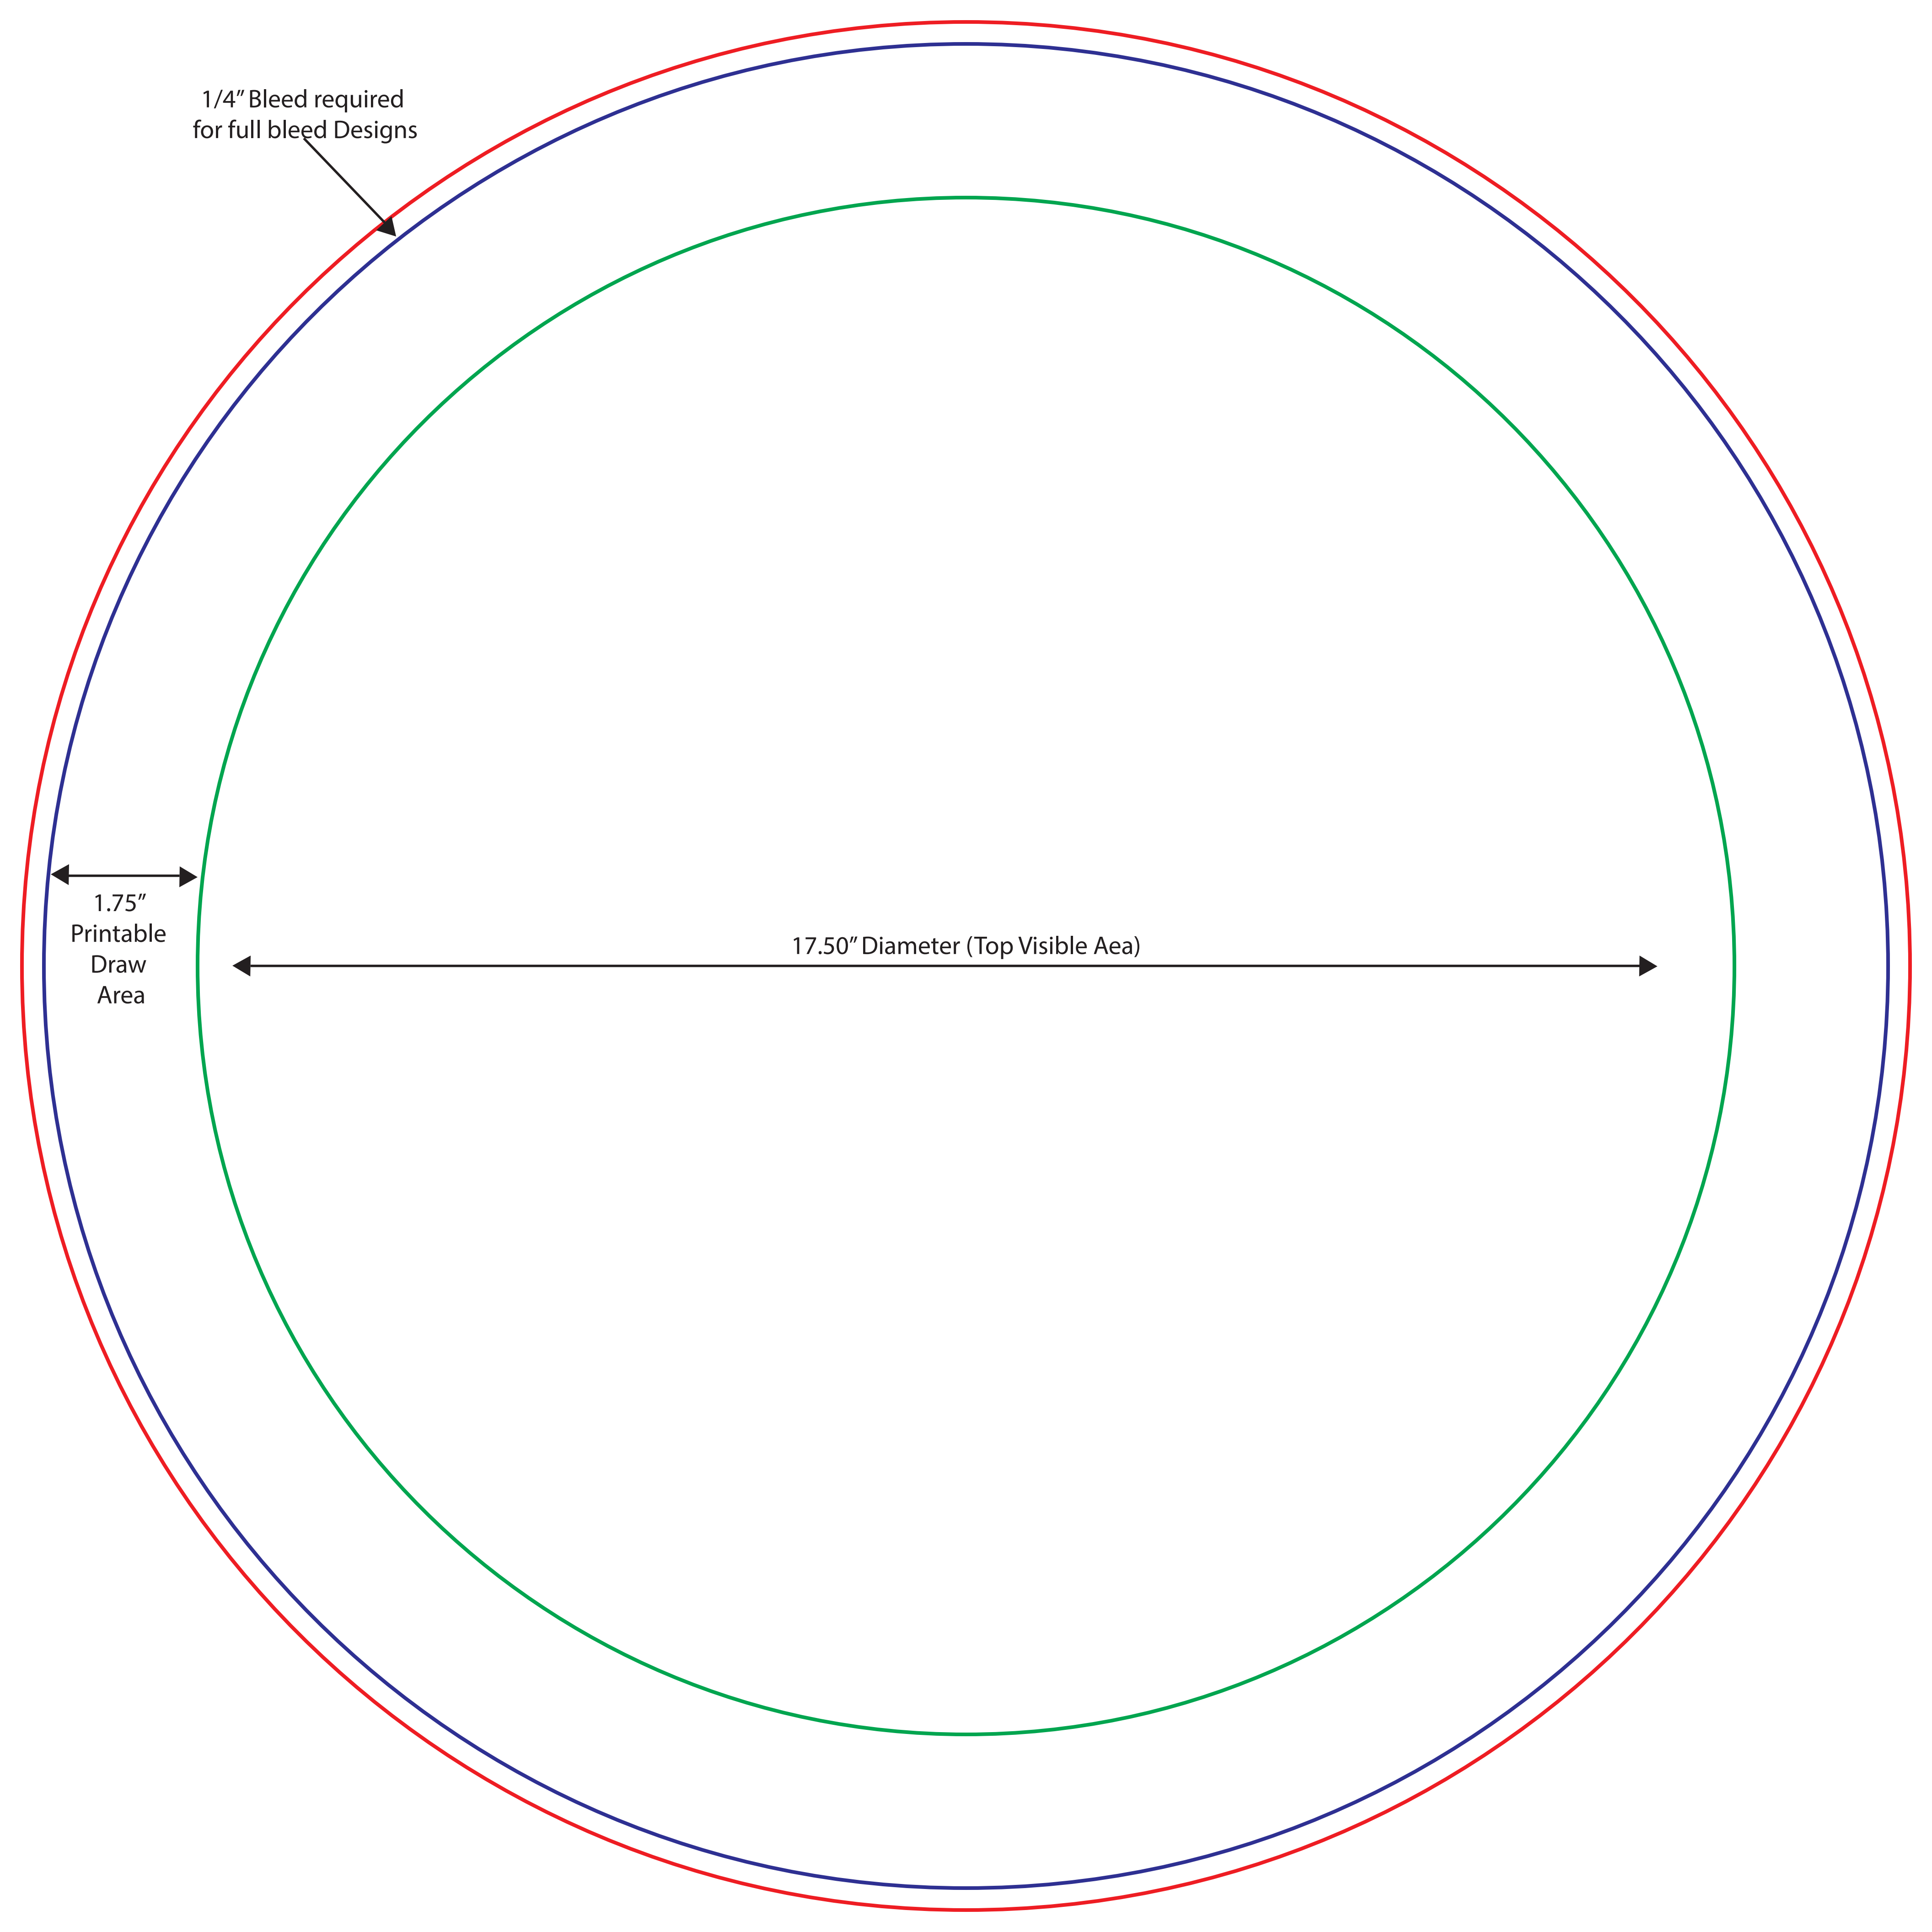 1/4” Bleed required
for full bleed Designs
1.75”
Printable
Draw
Area
17.50” Diameter (Top Visible Aea)